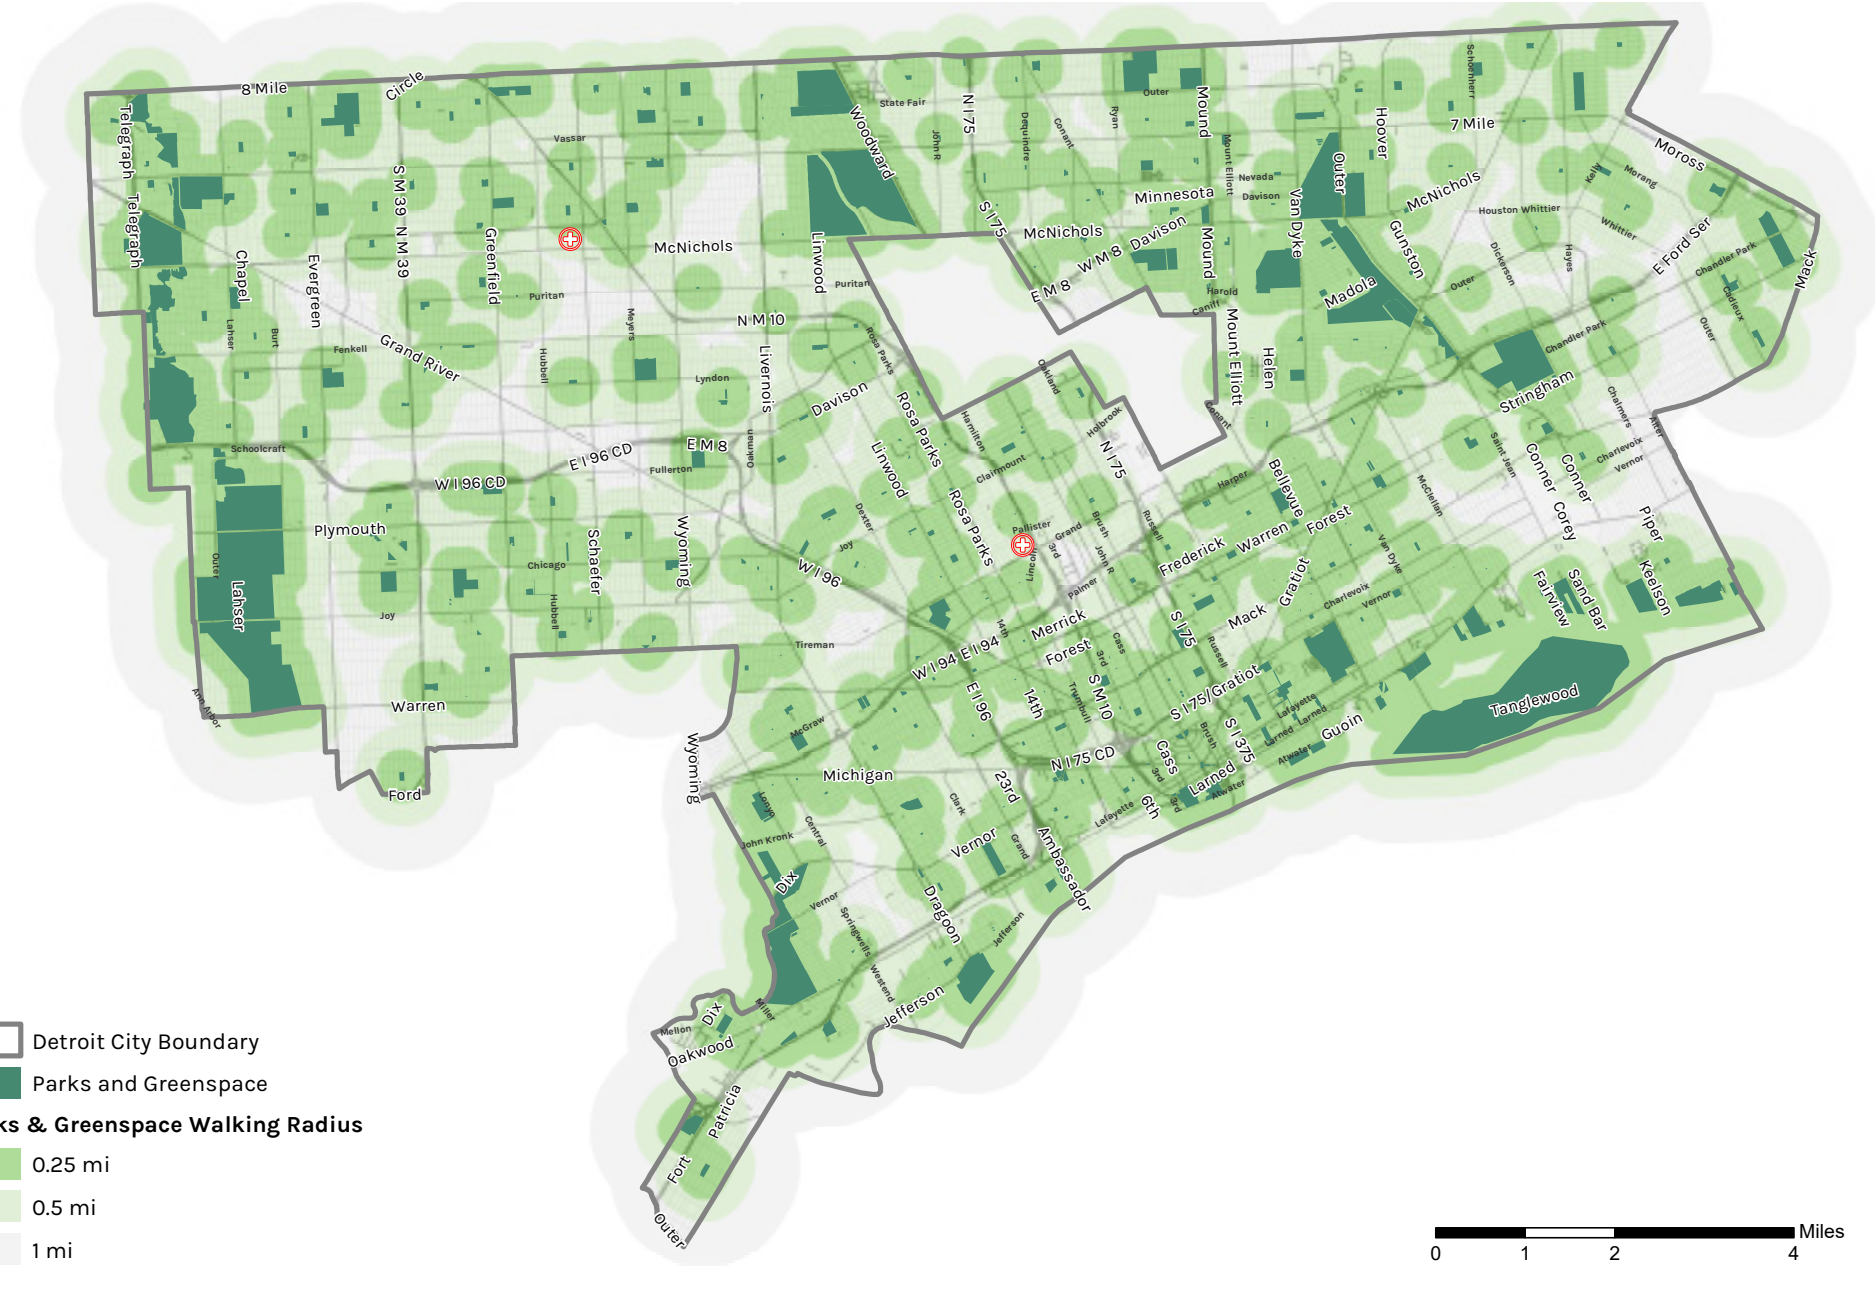 8 Mile
Circle
Telegraph
Telegraph
Vassar
S M 39 N M 39
Greenfield
Chapel
Evergreen
Lahser
Burt
Fenkell
Grand River
Puritan
Hubbell
Meyers
McNichols
N M 10
Livernois
Lyndon
Linwood
Puritan
Woodward
State Fair
John R
N I 75
Dequindre
Conant
Ryan
Outer
Mound
Mount Elliott
Nevada
Davison
Minnesota
McNichols
S I 75
E M 8
W M 8
Davison
Mound
Harold
Caniff
Van Dyke
Outer
Hoover
7 Mile
Schoenherr
McNichols
Gunston
Madola
Houston Whittier
Dickerson
Hayes
Outer
Kelly
Morang
Moross
Whittier
E Ford Ser
Chandler Park
Cadieux
Outer
Mack
Chandler Park
Stringham
Chalmers
Alter
Charlevoix
Vernor
Saint Jean
Conner
Conner
Corey
Piper
Keelson
Sand Bar
Fairview
Tanglewood
Mount Elliott
Helen
Conant
Harper
Bellevue
Forest
Warren
Frederick
McClellan
Van Dyke
Gratiot
Charlevoix
Vernor
Mack
Schoolcraft
W I 96 CD
E I 96 CD
E M 8
Fullerton
Oakman
Davison
Rosa Parks
Rosa Parks
Linwood
Rosa Parks
Hamilton
Oakland
Holbrook
Clairmount
N I 75
Dexter
Joy
Pallister
Grand
Brush
Russell
3rd
John R
Lincoln
Palmer
Plymouth
Schaefer
Wyoming
Chicago
Hubbell
Joy
Outer
Lahser
Ann Arbor
Warren
Ford
W I 96
Tireman
W I 94 E I 94
14th
Merrick
Forest
3rd
Cass
S I 75
Russell
Trumbull
S M 10
14th
E I 96
McGraw
Michigan
Wyoming
Lonyo
John Kronk
Central
Dix
Vernor
Springwells
Westend
Clark
23rd
Vernor
Grand
Ambassador
N I 75 CD
Lafayette
6th
3rd
3rd
Cass
Larned
Atwater
Brush
S I 375
S I 75/Gratiot
Lafayette
Larned
Larned
Atwater
Guoin
Dragoon
Jefferson
Jefferson
Miller
Dix
Mellon
Oakwood
Patricia
Fort
Outer
Detroit City Boundary
Parks and Greenspace
ks & Greenspace Walking Radius
0.25 mi
0.5 mi
1 mi
Miles
0 1 2 4